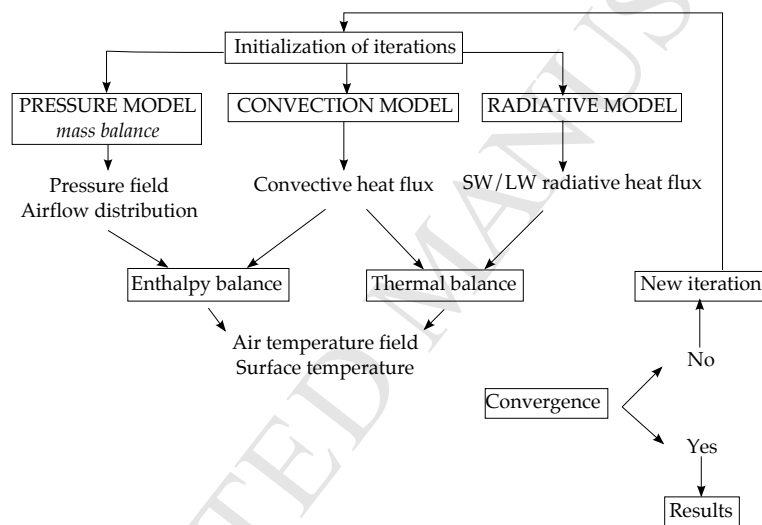 Initialization of iterations
PRESSURE MODEL
mass balance
CONVECTION MODEL
RADIATIVE MODEL
Pressure field
Airflow distribution
Convective heat flux
SW/LW radiative heat flux
Enthalpy balance
Thermal balance
New iteration
Air temperature field
Surface temperature
No
Convergence
Yes
Results
TED MANUS